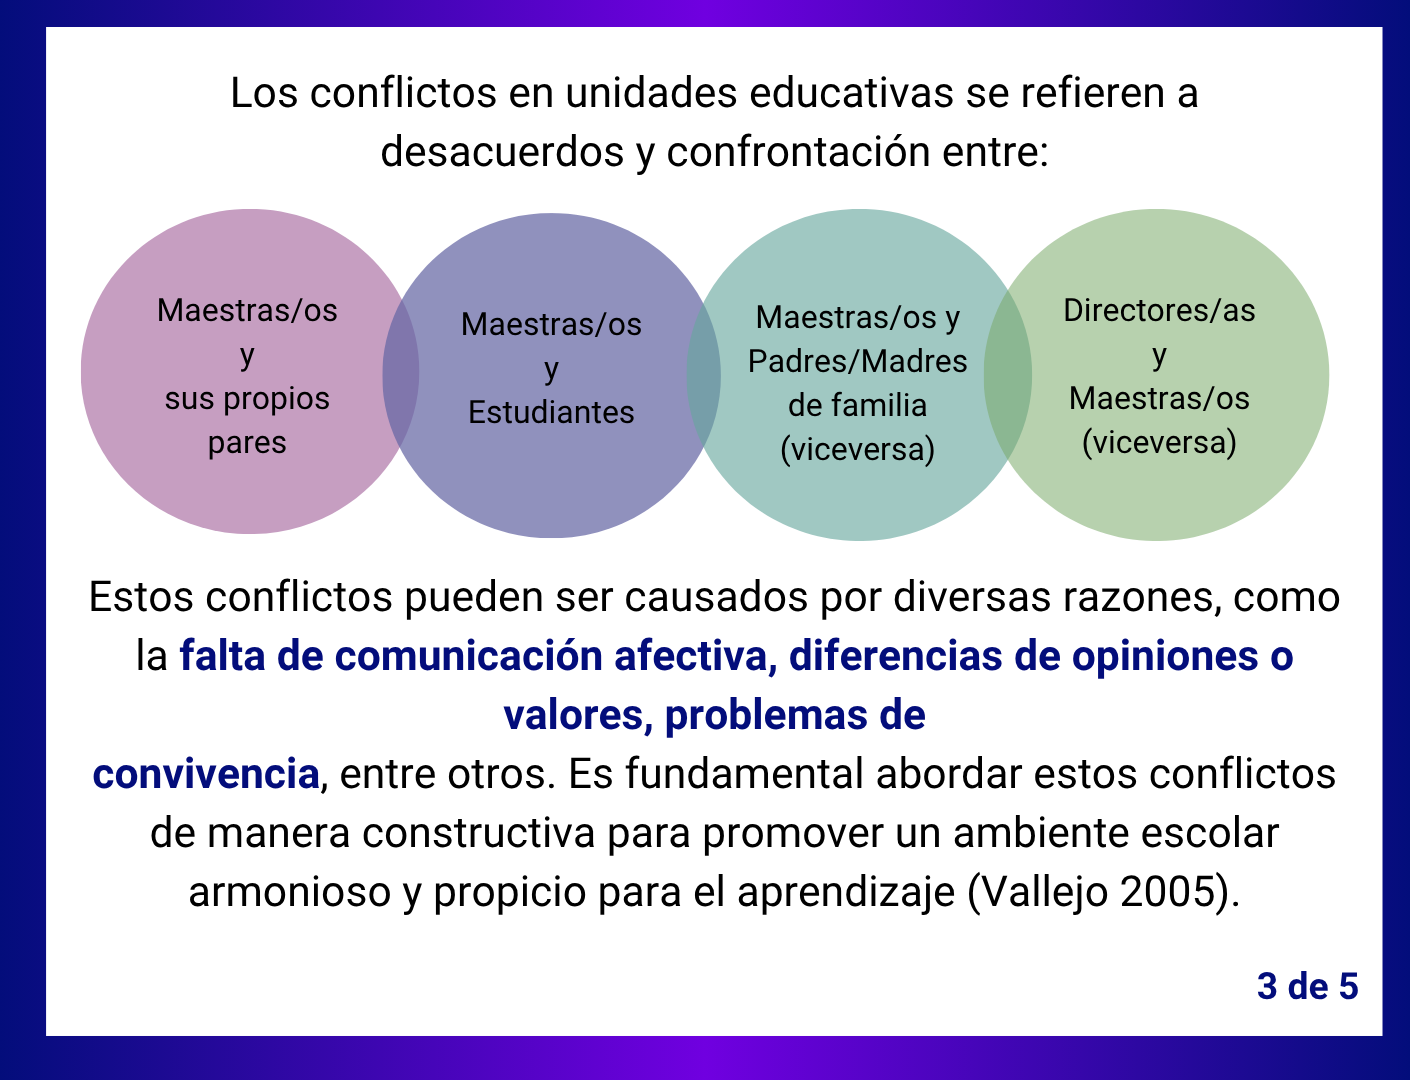 Los conflictos en unidades educativas se refieren a
desacuerdos y confrontación entre:
Maestras/os
y
sus propios
pares
Maestras/os
y
Estudiantes
Maestras/os y
Padres/Madres
de familia
(viceversa)
Directores/as
y
Maestras/os
(viceversa)
Estos conflictos pueden ser causados por diversas razones, como
la falta de comunicación afectiva, diferencias de opiniones o
valores, problemas de
convivencia, entre otros. Es fundamental abordar estos conflictos
de manera constructiva para promover un ambiente escolar
armonioso y propicio para el aprendizaje (Vallejo 2005).
3 de 5